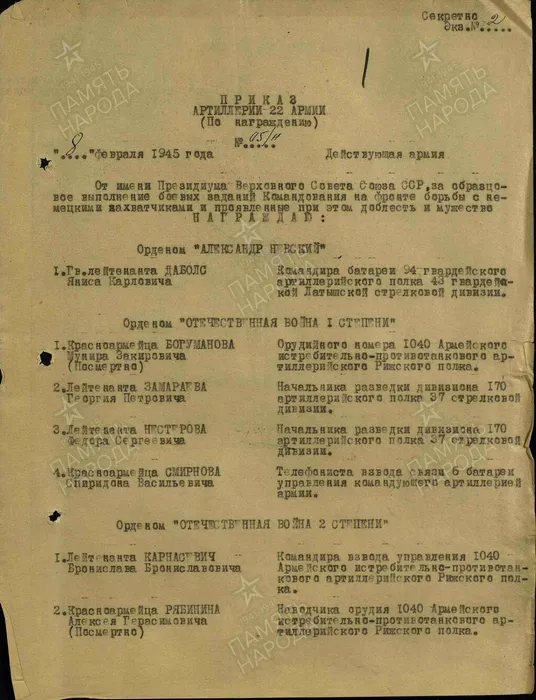 Секретно
Экз.№ 2
ПРИКАЗ
АРТИЛЛЕРИИ 22 АРМИИ
(По награждению)
№ 05/н
"8" февраля 1945 года Действующая армия
От имени Президиума Верховного Совета Союза ССР, за образцо-
вое выполнение боевых заданий Командования на фронте борьбы с не-
мецкими захватчиками и проявленные при этом доблесть и мужество
НАГРАЖДАЮ:
Орденом "АЛЕКСАНДР НЕВСКИЙ"
1.Гв.лейтенанта ДАБОЛС Командира батареи 94 гвардейского
Яниса Карловича артиллерийского полка 43 гвардейс-
кой Латышской стрелковой дивизии.
Орденом "ОТЕЧЕСТВЕННАЯ ВОЙНА I СТЕПЕНИ"
1.Красноармейца БОГУМАНОВА Орудийного номера 1040 Армейского
Мунира Закировича истребительно-противотанкового ар-
(Посмертно) тиллерийского Рижского полка.
2.Лейтенанта ЗАМАРАЕВА Начальника разведки дивизиона 170
Георгия Петровича артиллерийского полка 37 стрелковой
дивизии.
3.Лейтенанта НЕСТЕРОВА Начальника разведки дивизиона 170
Федора Сергеевича артиллерийского полка 37 стрелковой
дивизии.
4.Красноармейца СМИРНОВА Телефониста взвода связи 6 батареи
Спиридона Васильевича управления командующего артиллерией
армии.
Орденом "ОТЕЧЕСТВЕННАЯ ВОЙНА 2 СТЕПЕНИ"
1.Лейтенанта КАРНАСЕВИЧ Командира взвода управления 1040
Бронислава Брониславовича Армейского истребительно-противотан-
кового артиллерийского Рижского пол-
ка.
2.Красноармейца РЯБИНИНА Наводчика орудия 1040 Армейского
Алексея Герасимовича истребительно-противотанкового ар-
(Посмертно) тиллерийского Рижского полка.
ПАМЯТЬ
НАРОДА